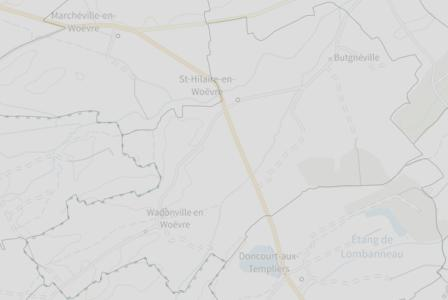 Marchéville-en-
Woëvre
Butgnéville
St-Hilaire-en-
Woëvre
Wadonville en
Woëvre
Étang de
Lombanneau
Doncourt-aux-
Templiers